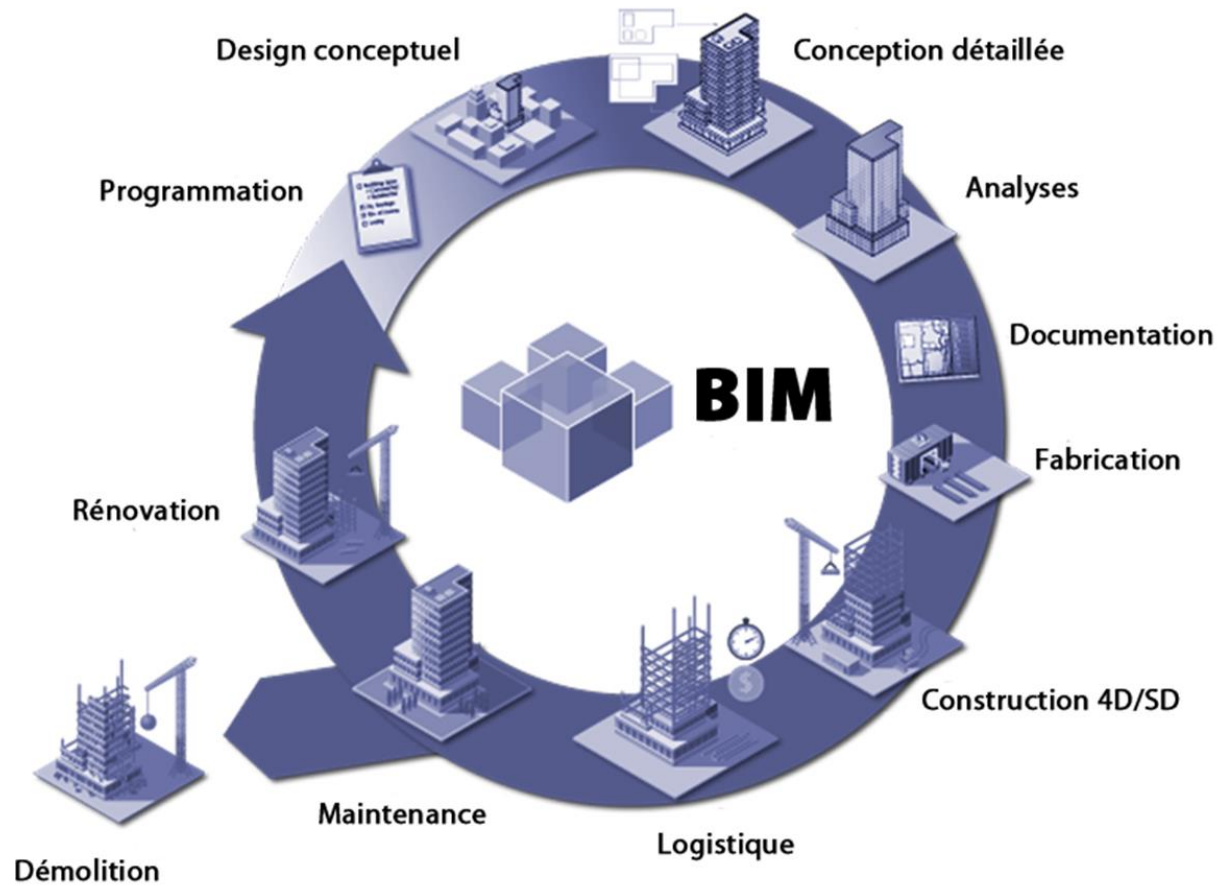 Design conceptuel
Conception détaillée
Programmation
Analyses
Documentation
BIM
Fabrication
Rénovation
Construction 4D/SD
Maintenance
Logistique
Démolition
$